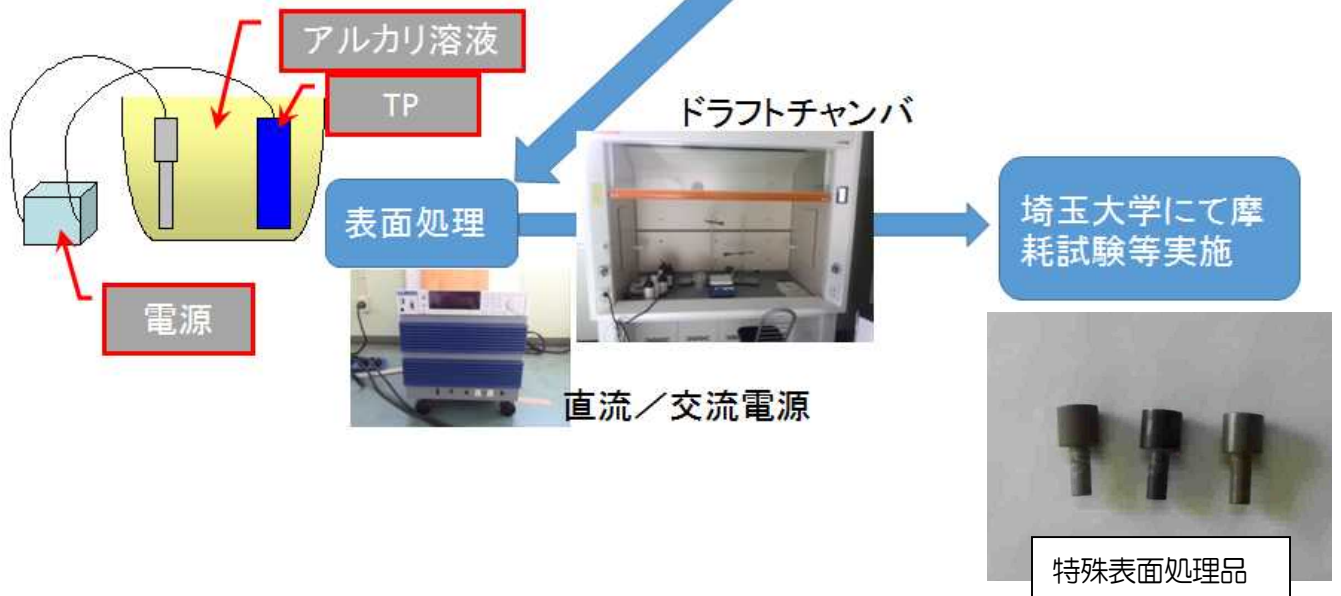 アルカリ溶液
TP
ドラフトチャンバ
表面処理
埼玉大学にて摩
耗試験等実施
電源
直流／交流電源
特殊表面処理品